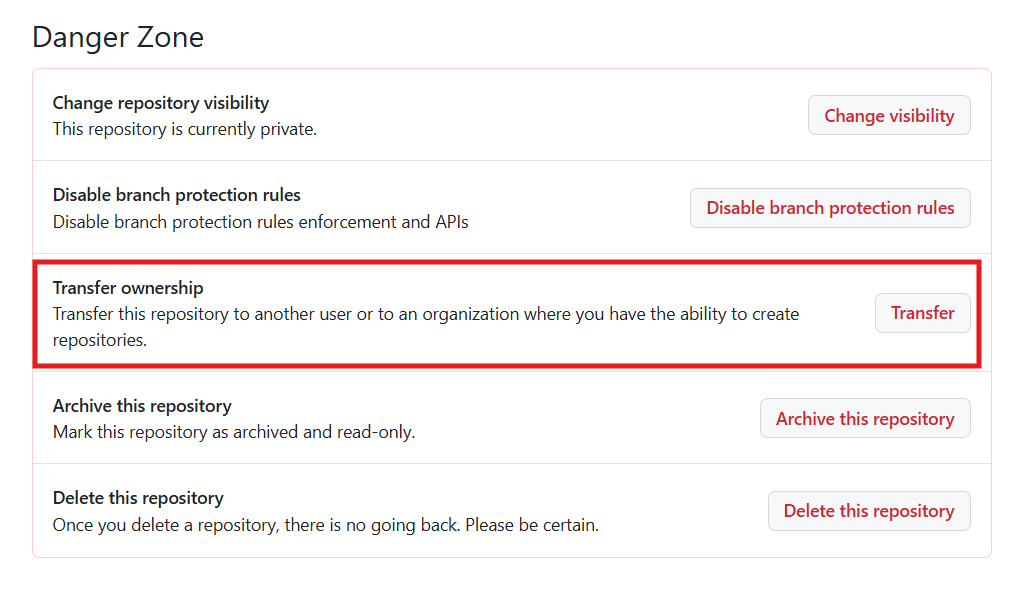 Danger Zone
Change repository visibility
This repository is currently private.
Change visibility
Disable branch protection rules
Disable branch protection rules enforcement and APIs
Disable branch protection rules
Transfer ownership
Transfer this repository to another user or to an organization where you have the ability to create
repositories.
Transfer
Archive this repository
Mark this repository as archived and read-only.
Archive this repository
Delete this repository
Once you delete a repository, there is no going back. Please be certain.
Delete this repository